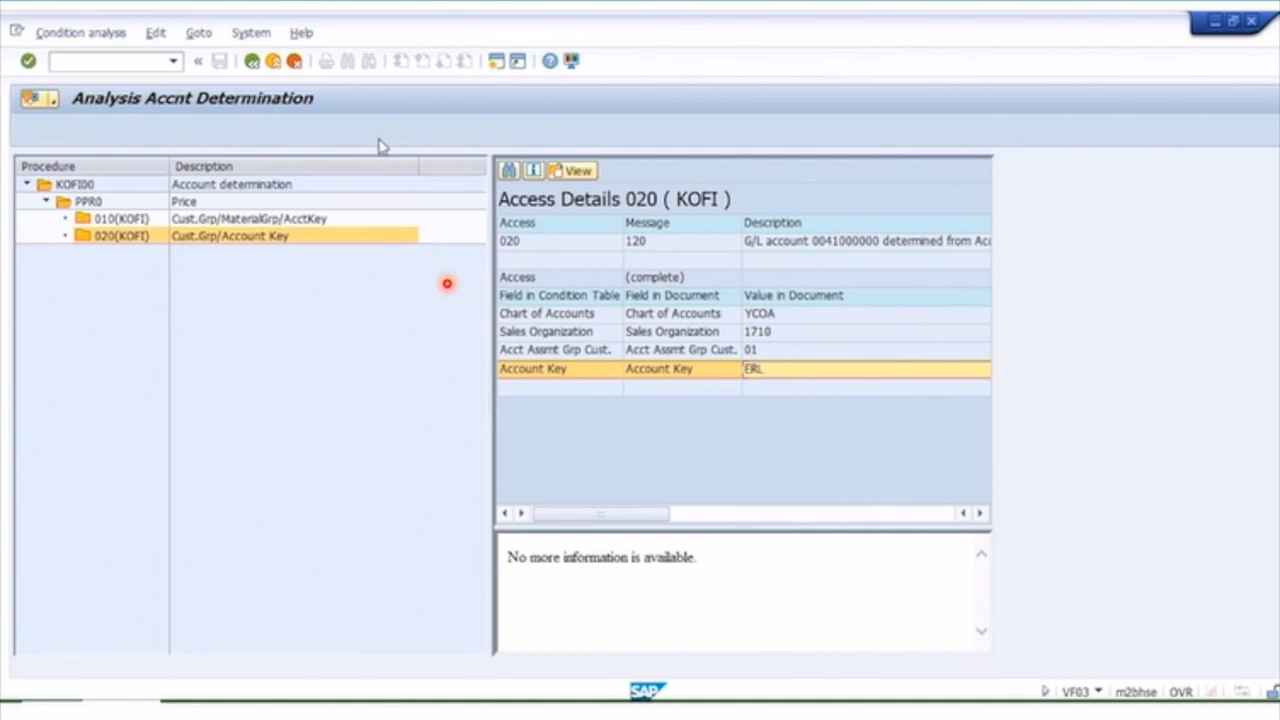 Condition analysis Edit Goto System Help
Analysis Accnt Determination
Procedure Description
KOFI00 Account determination
PPR0 Price
010(KOFI) Cust.Grp/MaterialGrp/AcctKey
020(KOFI) Cust.Grp/Account Key
View
Access Details 020 ( KOFI )
Access Message Description
020 120 G/L account 0041000000 determined from Acc
Access (complete)
Field in Condition Table Field in Document Value in Document
Chart of Accounts Chart of Accounts YCOA
Sales Organization Sales Organization 1710
Acct Assmt Grp Cust. Acct Assmt Grp Cust. 01
Account Key Account Key ERL
No more information is available.
SAP VF03 m2bhse OVR